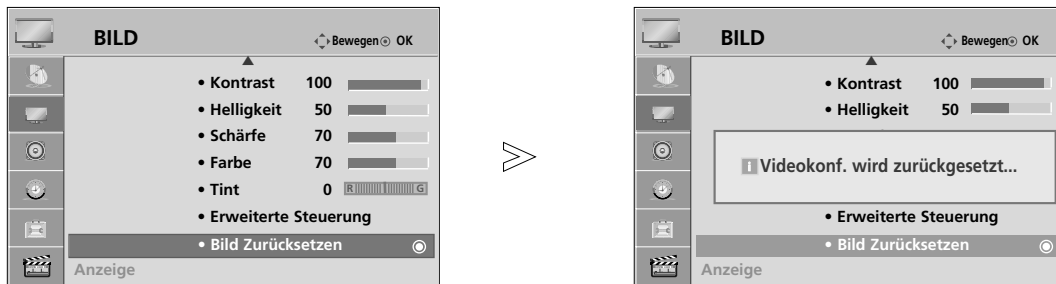 BILD Bewegen OK
• Kontrast 100
• Helligkeit 50
• Schärfe 70
• Farbe 70
• Tint 0 R G
• Erweiterte Steuerung
• Bild Zurücksetzen
Anzeige
BILD Bewegen OK
• Kontrast 100
• Helligkeit 50
i Videokonf. wird zurückgesetzt...
• Erweiterte Steuerung
• Bild Zurücksetzen
Anzeige